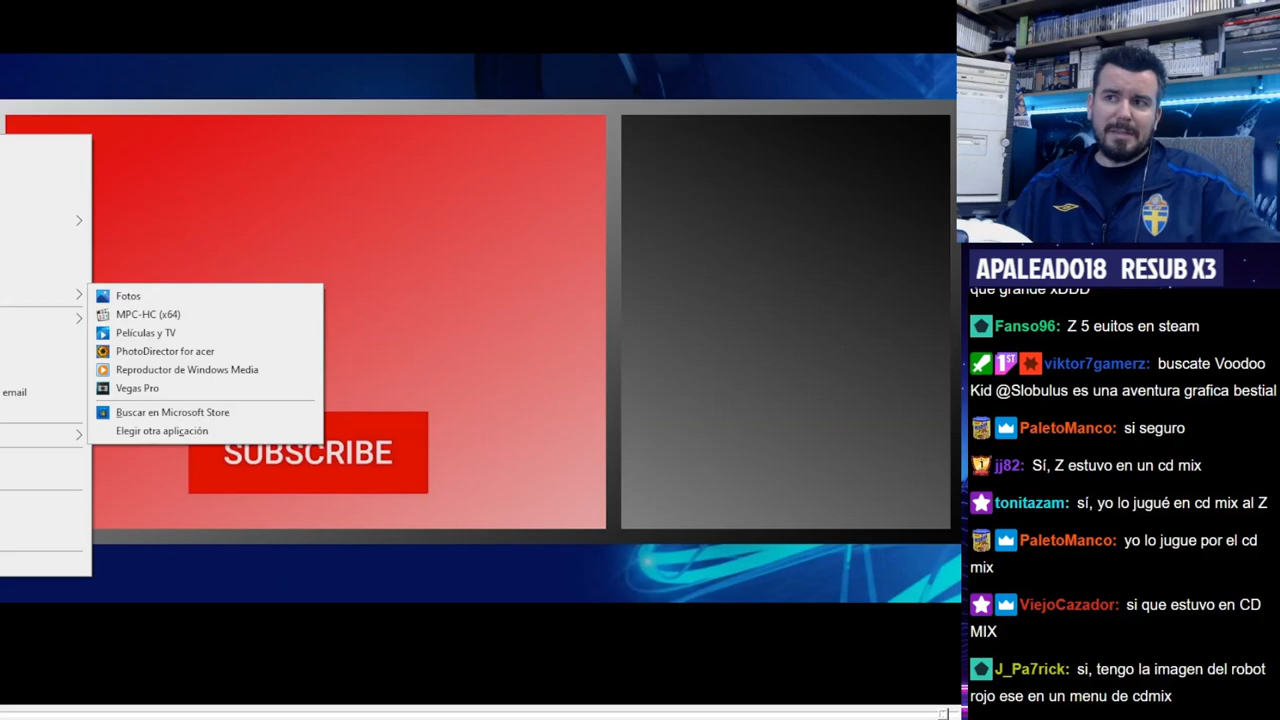 email
Fotos
MPC-HC (x64)
Películas y TV
PhotoDirector for acer
Reproductor de Windows Media
Vegas Pro
Buscar en Microsoft Store
Elegir otra aplicación
SUBSCRIBE
APALEADO18 RESUB X3
que grande xDDD
Fanso96: Z 5 euitos en steam
viktor7gamerz: buscate Voodoo
Kid @Slobulus es una aventura grafica bestial
PaletoManco: si seguro
jj82: Sí, Z estuvo en un cd mix
tonitazam: sí, yo lo jugué en cd mix al Z
PaletoManco: yo lo jugue por el cd
mix
ViejoCazador: si que estuvo en CD
MIX
J_Pa7rick: si, tengo la imagen del robot
rojo ese en un menu de cdmix